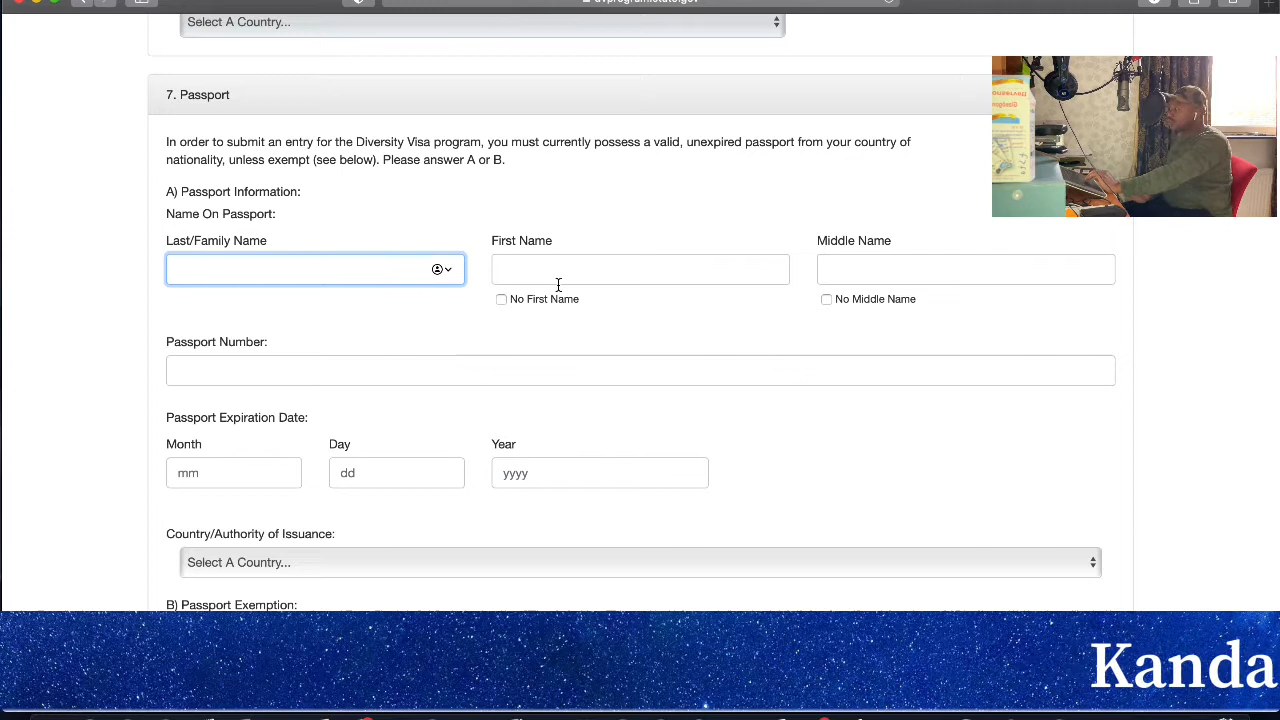 Select A Country...
7. Passport
In order to submit an entry for the Diversity Visa program, you must currently possess a valid, unexpired passport from your country of
nationality, unless exempt (see below). Please answer A or B.
A) Passport Information:
Name On Passport:
Last/Family Name First Name Middle Name
No First Name No Middle Name
Passport Number:
Passport Expiration Date:
Month Day Year
mm dd yyyy
Country/Authority of Issuance:
Select A Country...
B) Passport Exemption:
Kanda